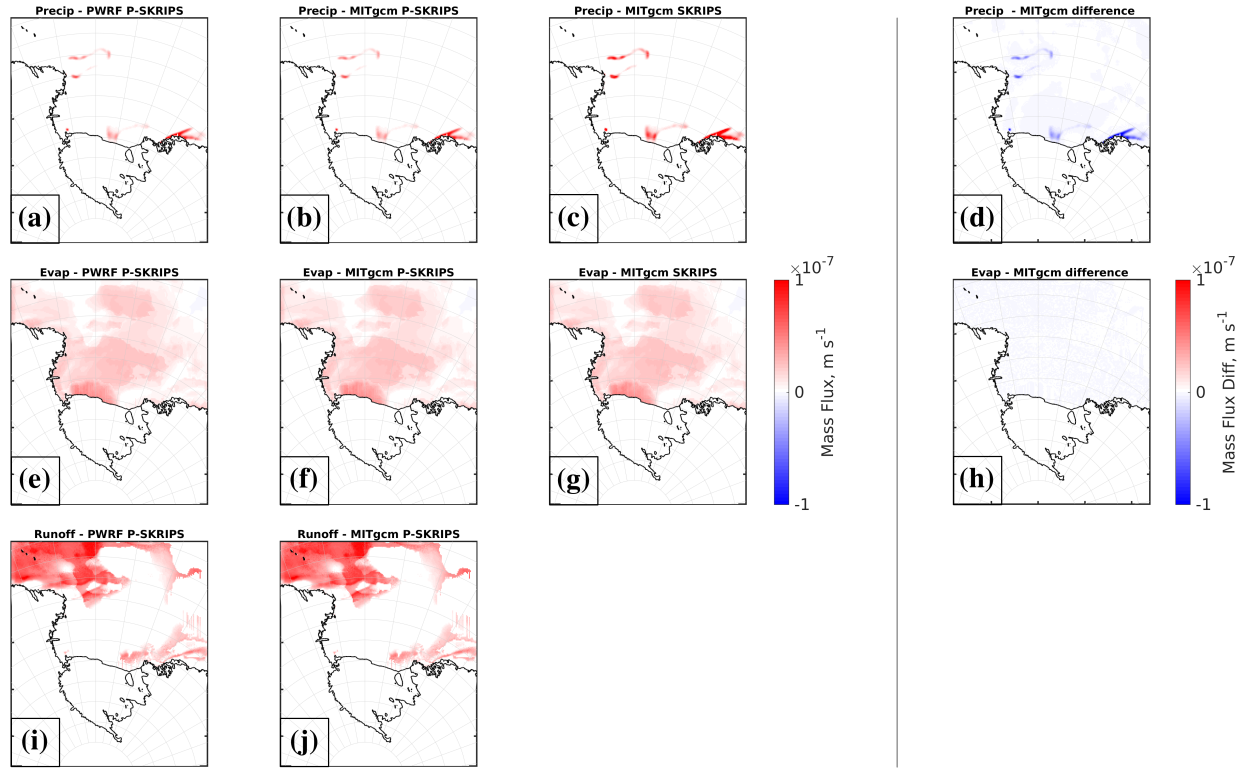 Precip - PWRF P-SKRIPS
Precip - MITgcm P-SKRIPS
Precip - MITgcm SKRIPS
Precip - MITgcm difference
(a)
(b)
(c)
(d)
Evap - PWRF P-SKRIPS
Evap - MITgcm P-SKRIPS
Evap - MITgcm SKRIPS
Evap - MITgcm difference
(e)
(f)
(g)
(h)
×10⁻⁷
1
0
-1
Mass Flux, m s⁻¹
×10⁻⁷
1
0
-1
Mass Flux Diff, m s⁻¹
Runoff - PWRF P-SKRIPS
Runoff - MITgcm P-SKRIPS
(i)
(j)